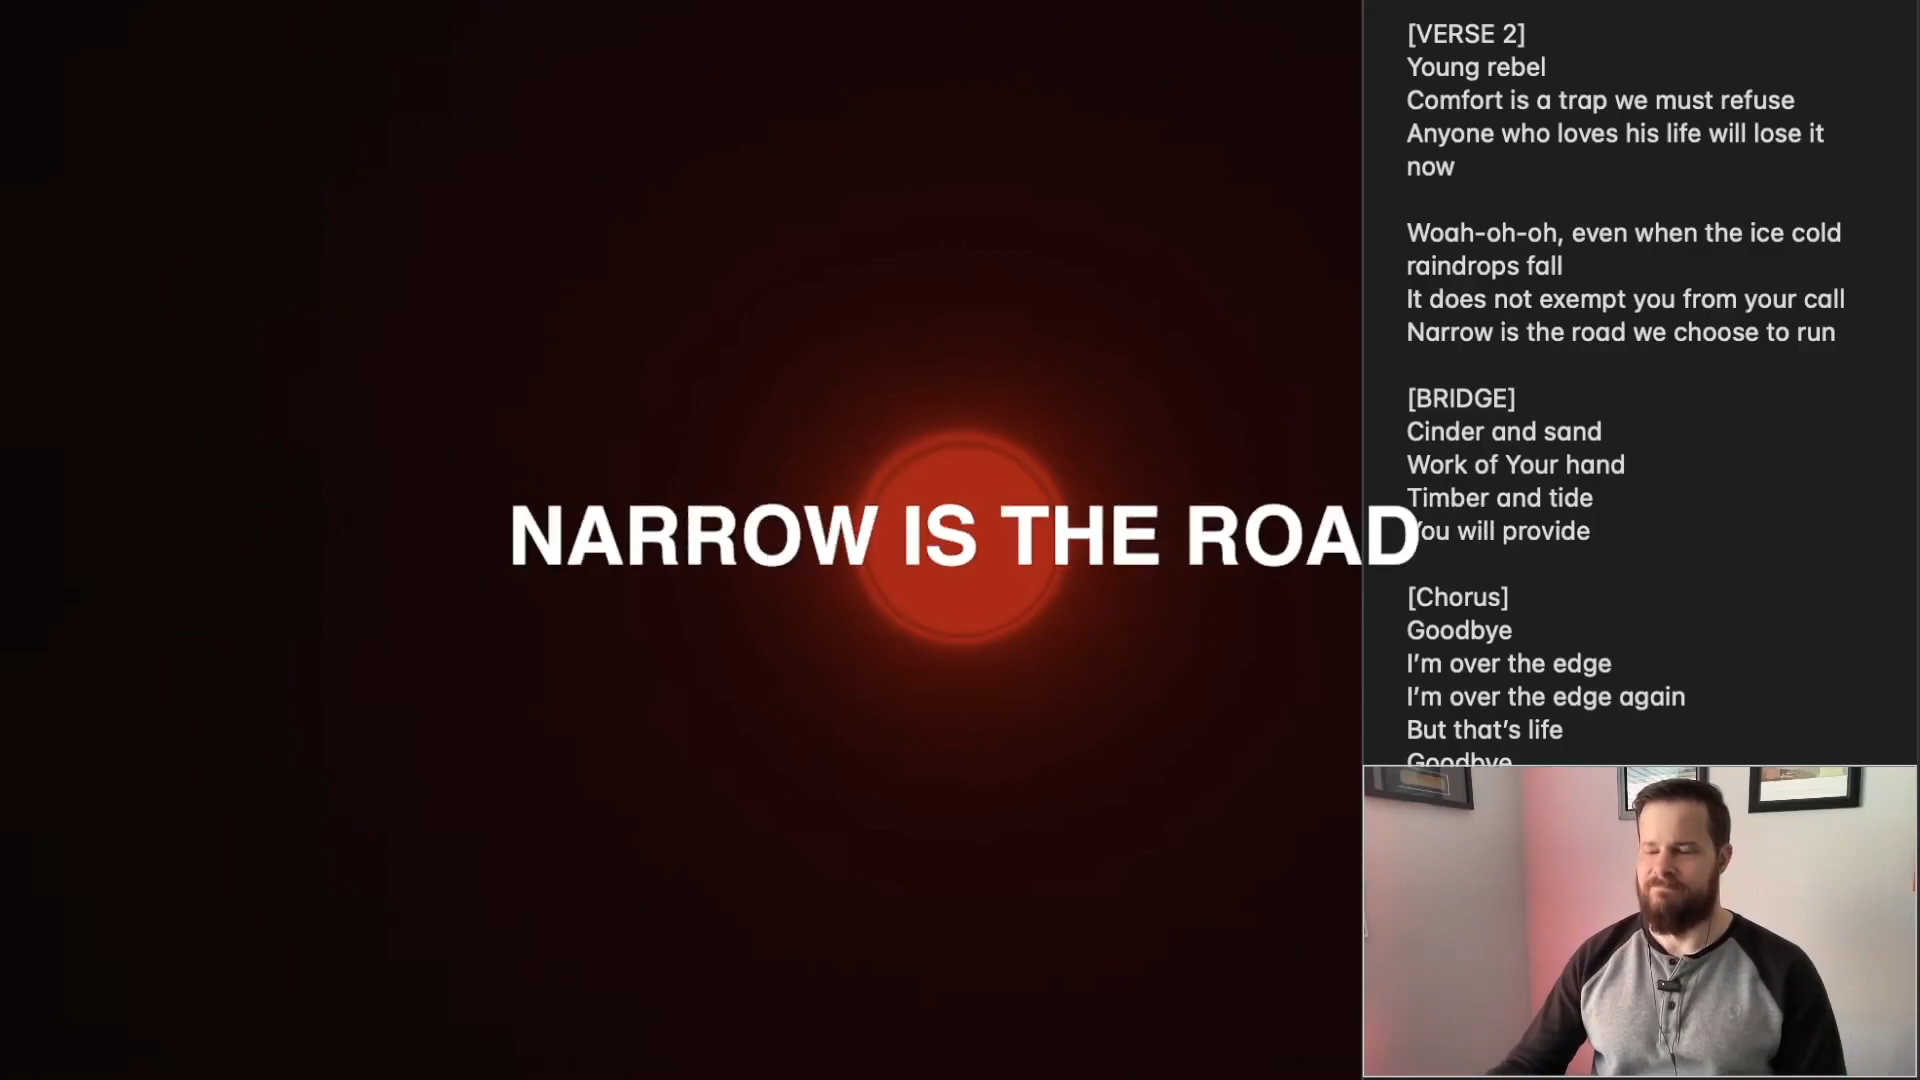 NARROW IS THE ROAD
[VERSE 2]
Young rebel
Comfort is a trap we must refuse
Anyone who loves his life will lose it
now
Woah-oh-oh, even when the ice cold
raindrops fall
It does not exempt you from your call
Narrow is the road we choose to run
[BRIDGE]
Cinder and sand
Work of Your hand
Timber and tide
You will provide
[Chorus]
Goodbye
I’m over the edge
I’m over the edge again
But that’s life
Goodbye